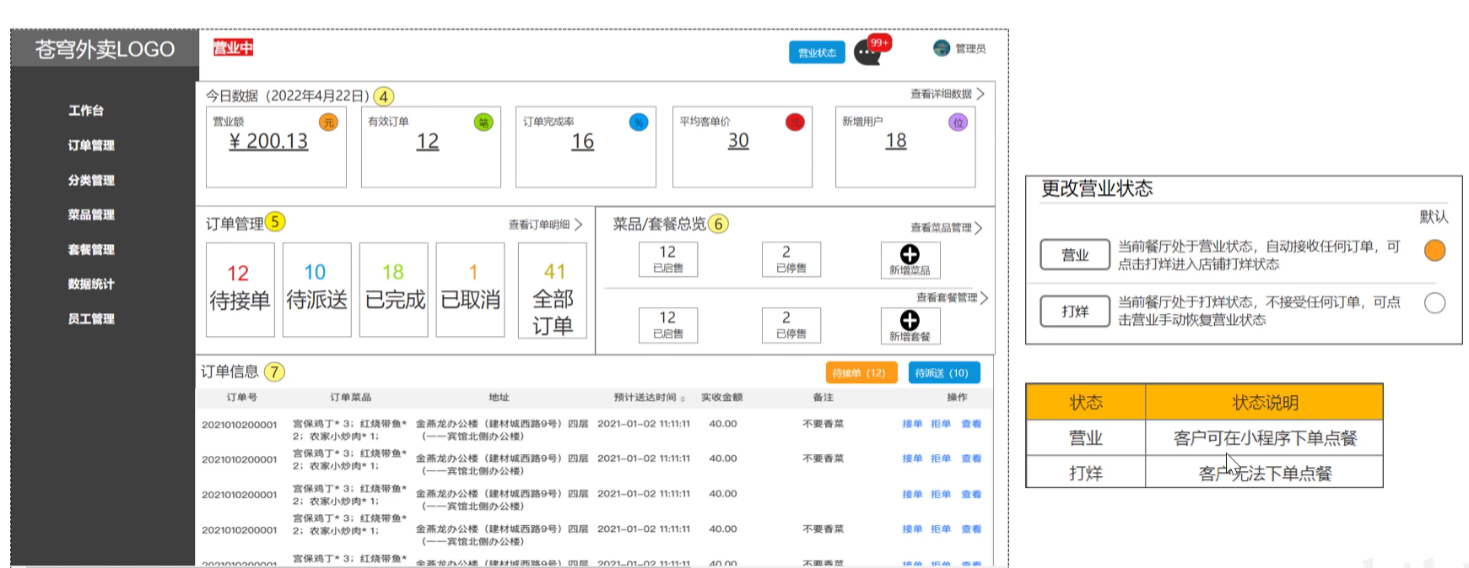 苍穹外卖LOGO
营业中
营业状态
99+
管理员
工作台
订单管理
分类管理
菜品管理
套餐管理
数据统计
员工管理
今日数据（2022年4月22日） 4
查看详细数据
营业额 元
￥200.13
有效订单 笔
12
订单完成率 %
16
平均客单价 元
30
新增用户 位
18
订单管理 5
查看订单明细
12
待接单
10
待派送
18
已完成
1
已取消
41
全部
订单
菜品/套餐总览 6
查看菜品管理
12
已启售
2
已停售
新增菜品
查看套餐管理
12
已启售
2
已停售
新增套餐
订单信息 7
待接单（12） 待派送（10）
订单号 订单菜品 地址 预计送达时间 实收金额 备注 操作
2021010200001 宫保鸡丁* 3；红烧带鱼* 2；农家小炒肉* 1； 金燕龙办公楼（建材城西路9号）四层（一一宾馆北侧办公楼） 2021-01-02 11:11:11 40.00 不要香菜 接单 拒单 查看
2021010200001 宫保鸡丁* 3；红烧带鱼* 2；农家小炒肉* 1； 金燕龙办公楼（建材城西路9号）四层（一一宾馆北侧办公楼） 2021-01-02 11:11:11 40.00 不要香菜 接单 拒单 查看
2021010200001 宫保鸡丁* 3；红烧带鱼* 2；农家小炒肉* 1； 金燕龙办公楼（建材城西路9号）四层（一一宾馆北侧办公楼） 2021-01-02 11:11:11 40.00 接单 拒单 查看
2021010200001 宫保鸡丁* 3；红烧带鱼* 2；农家小炒肉* 1； 金燕龙办公楼（建材城西路9号）四层（一一宾馆北侧办公楼） 2021-01-02 11:11:11 40.00 不要香菜 接单 拒单 查看
2021010200001 宫保鸡丁* 3；红烧带鱼* 金燕龙办公楼（建材城西路9号）四层 2021-01-02 11:11:11 40.00 不要香菜 接单 拒单 查看
更改营业状态
默认
营业
当前餐厅处于营业状态，自动接收任何订单，可
点击打烊进入店铺打烊状态
打烊
当前餐厅处于打烊状态，不接受任何订单，可点
击营业手动恢复营业状态
状态 状态说明
营业 客户可在小程序下单点餐
打烊 客户无法下单点餐